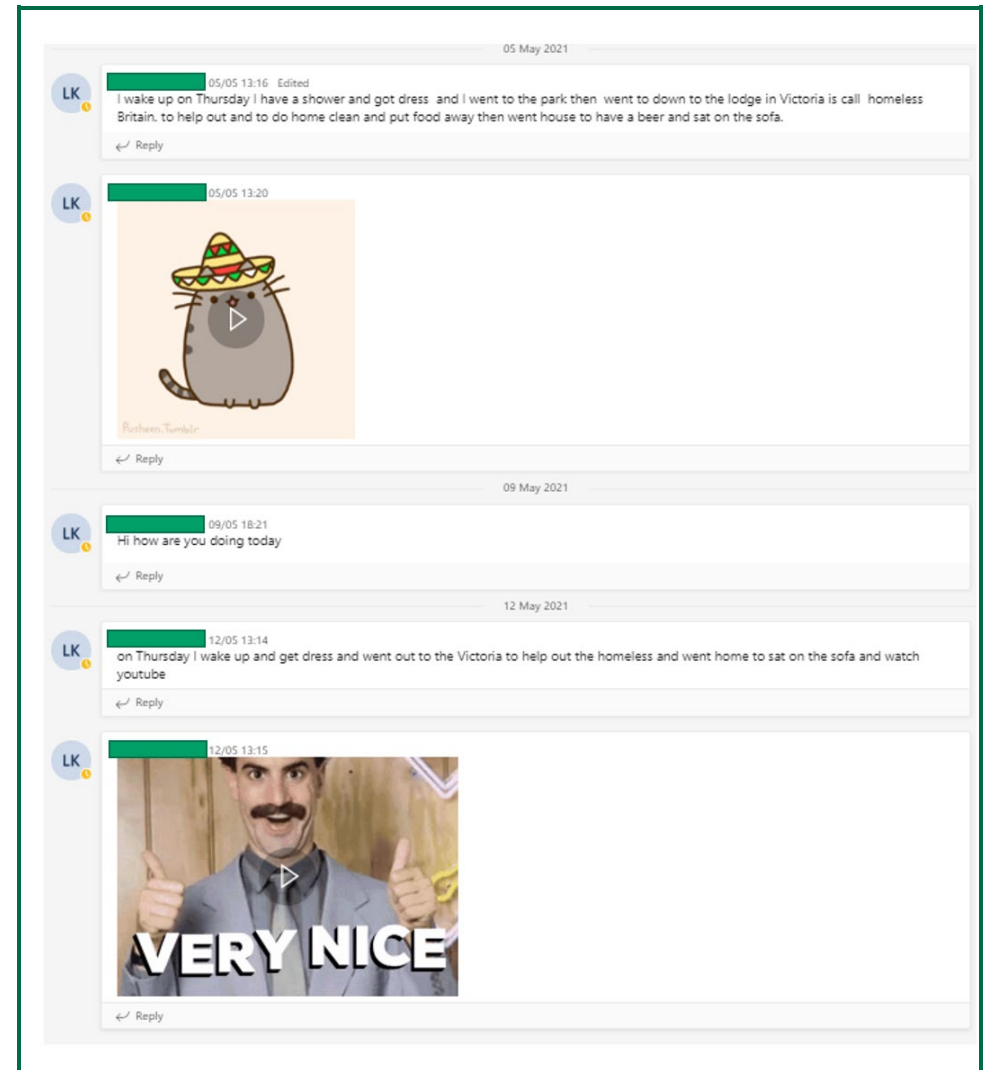 05 May 2021
LK
05/05 13:16 Edited
I wake up on Thursday I have a shower and got dress and I went to the park then went to down to the lodge in Victoria is call homeless
Britain. to help out and to do home clean and put food away then went house to have a beer and sat on the sofa.
Reply
LK
05/05 13:20
Pusheen.Tumblr
Reply
09 May 2021
LK
09/05 18:21
Hi how are you doing today
Reply
12 May 2021
LK
12/05 13:14
on Thursday I wake up and get dress and went out to the Victoria to help out the homeless and went home to sat on the sofa and watch
youtube
Reply
LK
12/05 13:15
VERY NICE
Reply